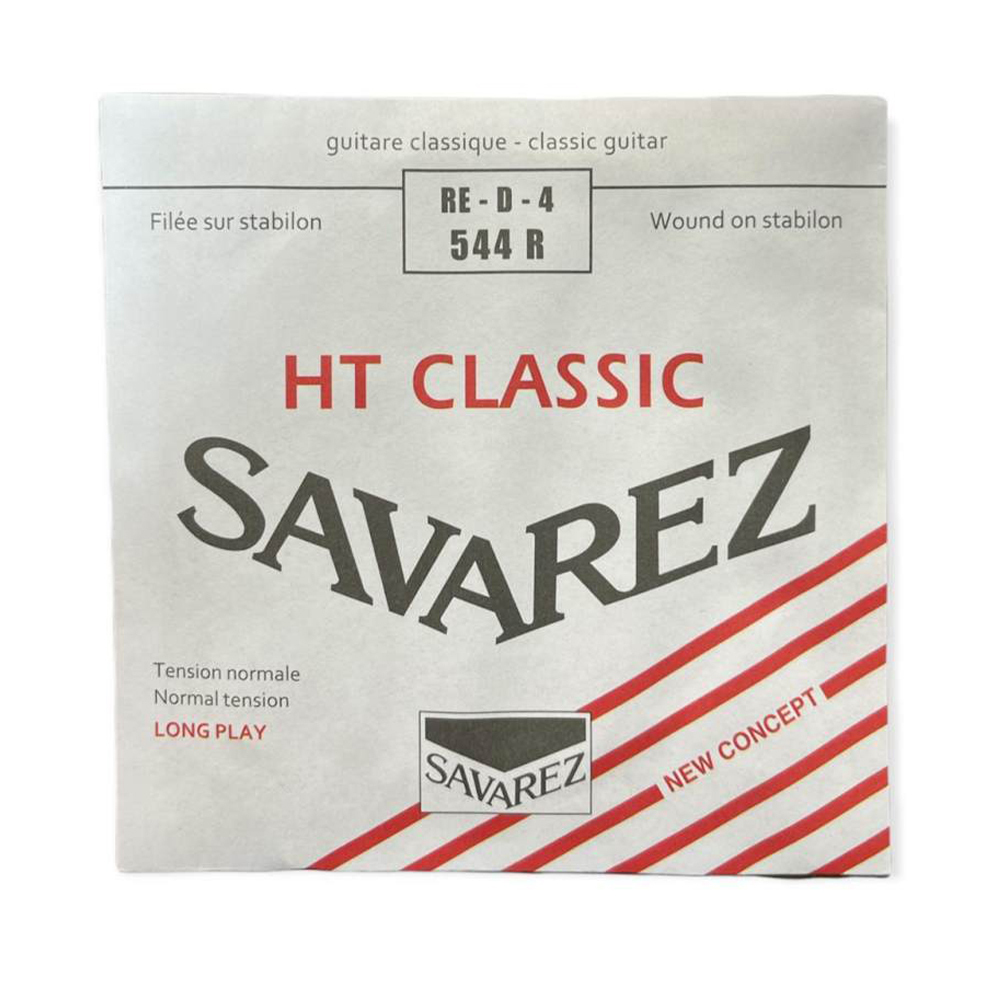 guitare classique - classic guitar
RE - D - 4
544 R
Filée sur stabilon
Wound on stabilon
HT CLASSIC
SAVAREZ
Tension normale
Normal tension
LONG PLAY
SAVAREZ
NEW CONCEPT